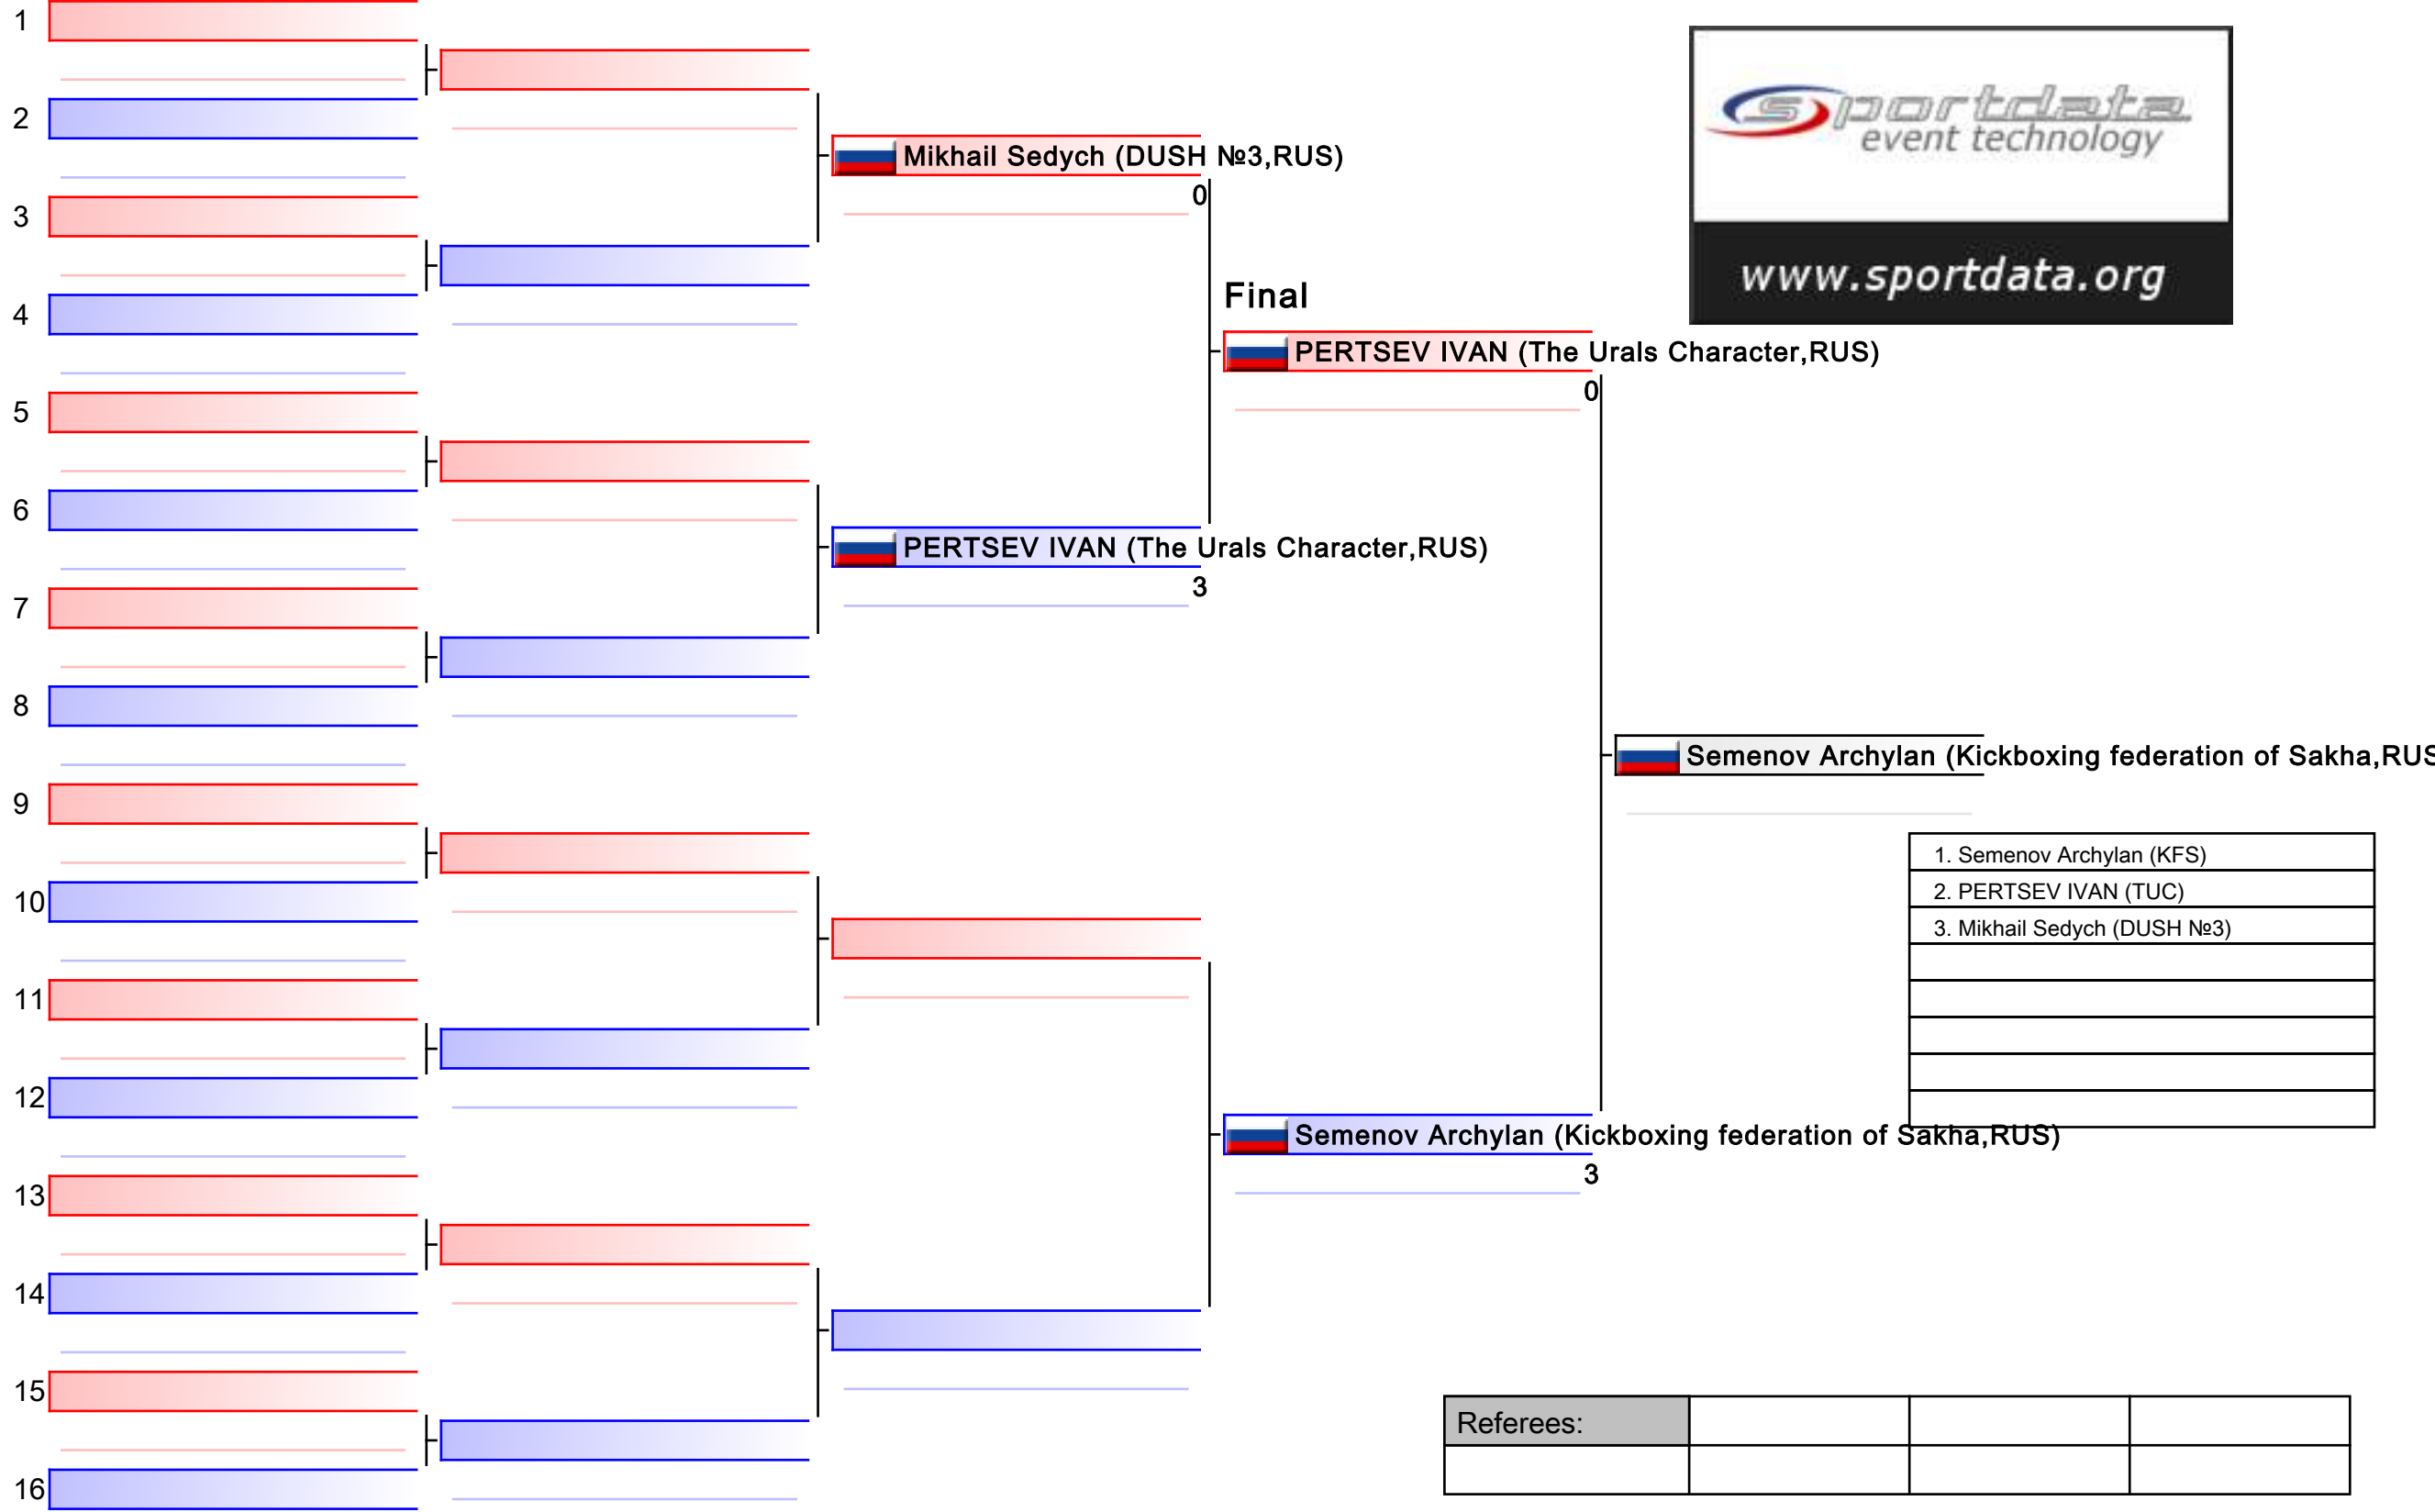 1
2
3
4
5
6
7
8
9
10
11
12
13
14
15
16
Mikhail Sedych (DUSH №3,RUS)
0
PERTSEV IVAN (The Urals Character,RUS)
3
Final
PERTSEV IVAN (The Urals Character,RUS)
0
Semenov Archylan (Kickboxing federation of Sakha,RUS)
3
Semenov Archylan (Kickboxing federation of Sakha,RUS
sportdata
event technology
www.sportdata.org
1. Semenov Archylan (KFS)
2. PERTSEV IVAN (TUC)
3. Mikhail Sedych (DUSH №3)
Referees: